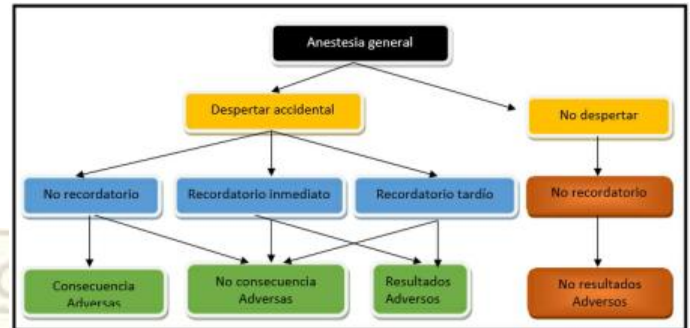 Anestesia general
Despertar accidental
No despertar
No recordatorio
Recordatorio inmediato
Recordatorio tardío
No recordatorio
Consecuencia
Adversas
No consecuencia
Adversas
Resultados
Adversos
No resultados
Adversos